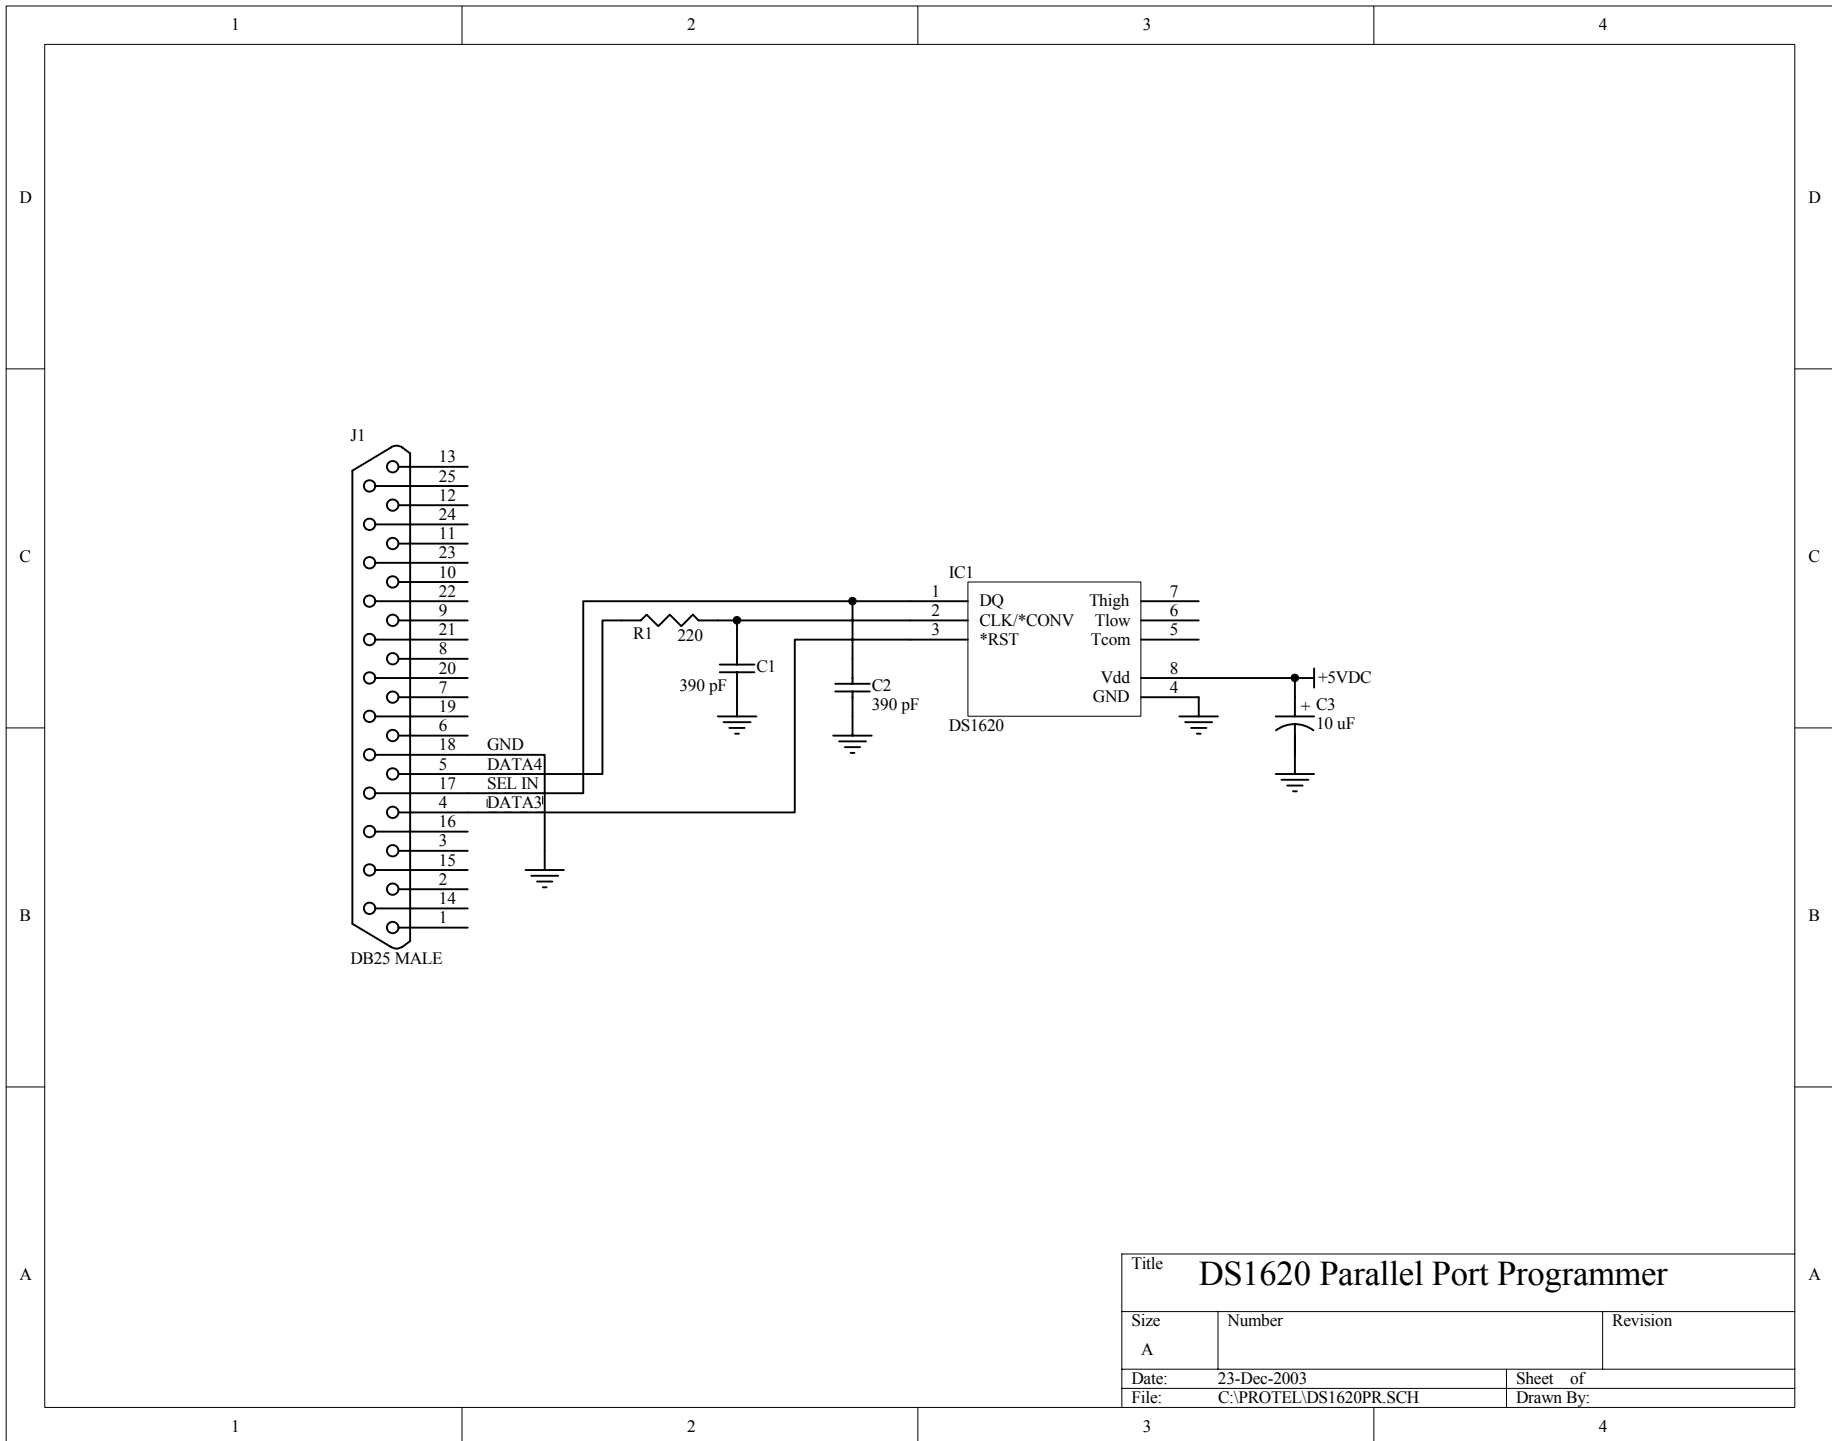 1 2 3 4
D D
J1
13
25
12
24
11
23
10
22
9
21
8
20
7
19
6
18 GND
5 DATA4
17 SEL IN
4 DATA3
16
3
15
2
14
1
DB25 MALE
C C
R1 220
C1
390 pF
C2
390 pF
IC1
1 DQ Thigh 7
2 CLK/*CONV Tlow 6
3 *RST Tcom 5
Vdd 8
GND 4
DS1620
+5VDC
+ C3
10 uF
B B
A A
Title DS1620 Parallel Port Programmer
Size Number Revision
A
Date: 23-Dec-2003 Sheet of
File: C:\PROTEL\DS1620PR.SCH Drawn By:
1 2 3 4